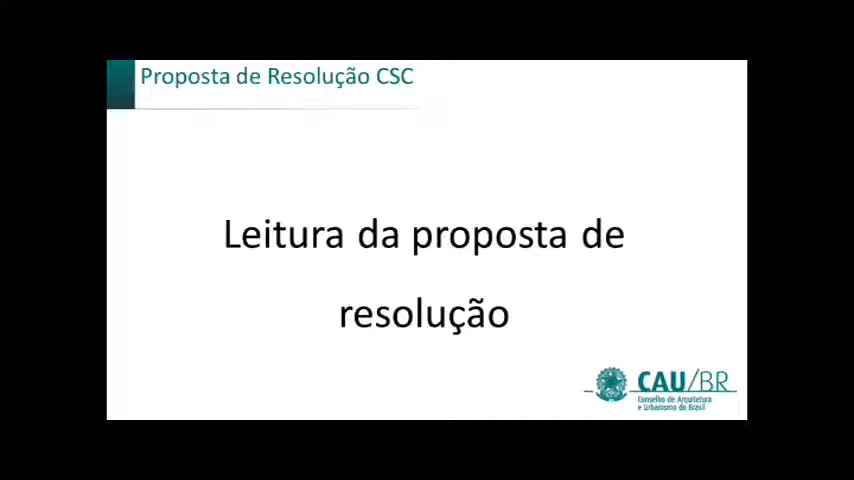 Proposta de Resolução CSC
Leitura da proposta de
resolução
CAU/BR
Conselho de Arquitetura
e Urbanismo do Brasil